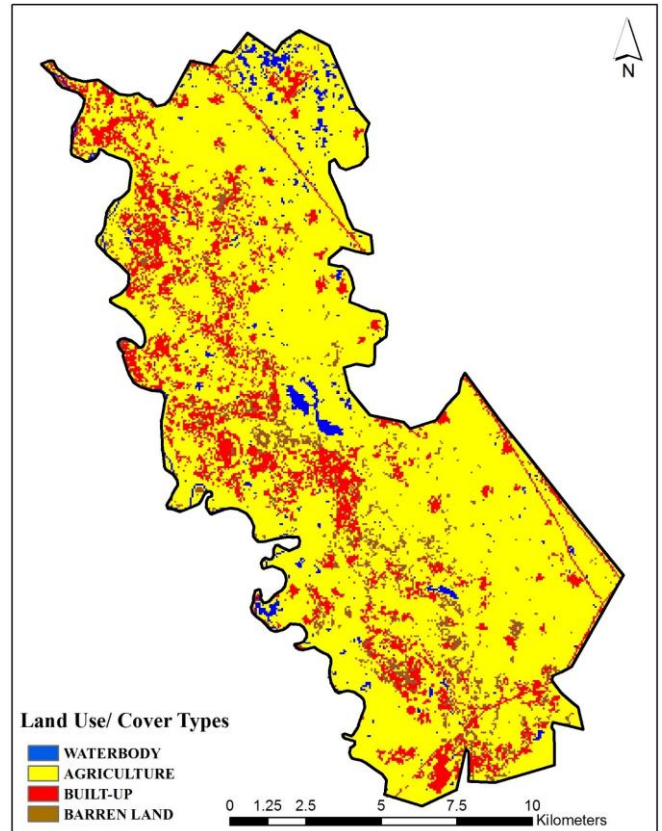 N
Land Use/ Cover Types
WATERBODY
AGRICULTURE
BUILT-UP
BARREN LAND
0 1.25 2.5 5 7.5 10
Kilometers